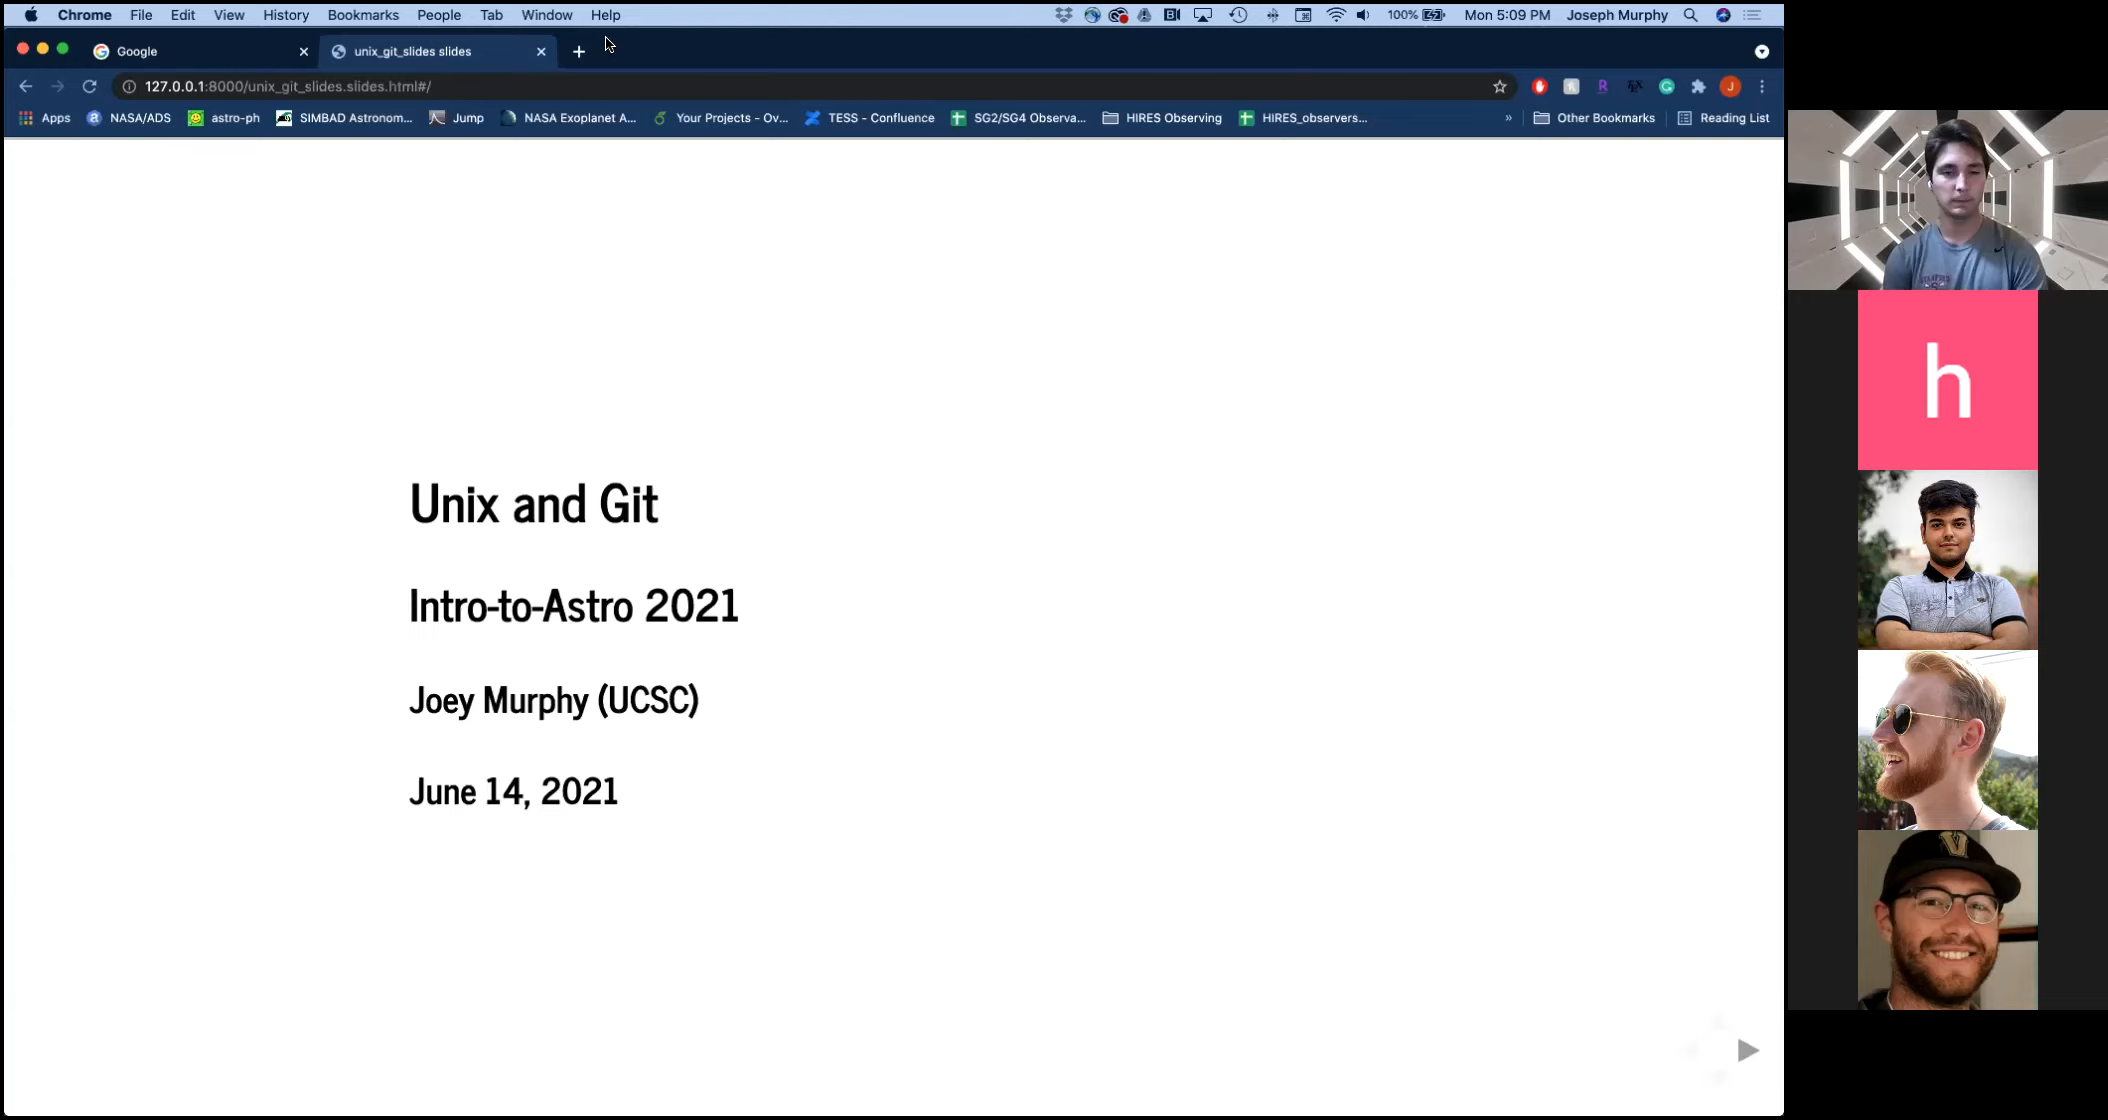 Chrome File Edit View History Bookmarks People Tab Window Help 100% Mon 5:09 PM Joseph Murphy
Google unix_git_slides slides
127.0.0.1:8000/unix_git_slides.slides.html#/ J
Apps NASA/ADS astro-ph SIMBAD Astronom... Jump NASA Exoplanet A... Your Projects - Ov... TESS - Confluence SG2/SG4 Observa... HIRES Observing HIRES_observers... » Other Bookmarks Reading List
Unix and Git
Intro-to-Astro 2021
Joey Murphy (UCSC)
June 14, 2021
STANFORD
h
V